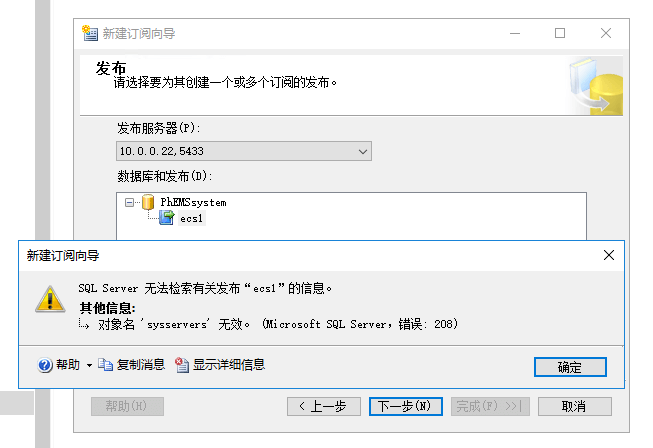 新建订阅向导
发布
请选择要为其创建一个或多个订阅的发布。
发布服务器(P):
10.0.0.22,5433
数据库和发布(D):
PhEMSsystem
ecs1
新建订阅向导
SQL Server 无法检索有关发布“ecs1”的信息。
其他信息:
对象名 'sysservers' 无效。 (Microsoft SQL Server，错误: 208)
帮助 复制消息 显示详细信息 确定
帮助(H) < 上一步 下一步(N) 完成(F) >>| 取消